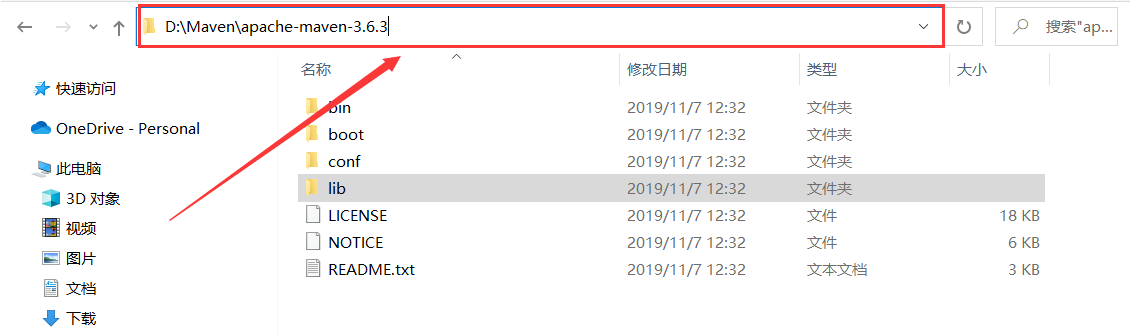 D:\Maven\apache-maven-3.6.3
搜索"ap...
名称 修改日期 类型 大小
快速访问
OneDrive - Personal
此电脑
3D 对象
视频
图片
文档
下载
bin 2019/11/7 12:32 文件夹
boot 2019/11/7 12:32 文件夹
conf 2019/11/7 12:32 文件夹
lib 2019/11/7 12:32 文件夹
LICENSE 2019/11/7 12:32 文件 18 KB
NOTICE 2019/11/7 12:32 文件 6 KB
README.txt 2019/11/7 12:32 文本文档 3 KB